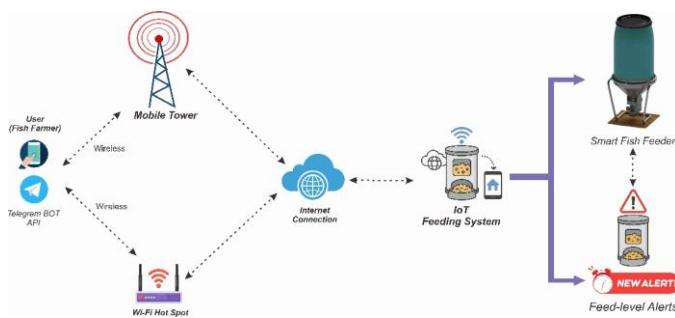 User
(Fish Farmer)
Telegram BOT
API
Wireless
Wireless
Mobile Tower
Wi-Fi Hot Spot
Internet
Connection
IoT
Feeding System
Smart Fish Feeder
NEW ALERT!
Feed-level Alerts